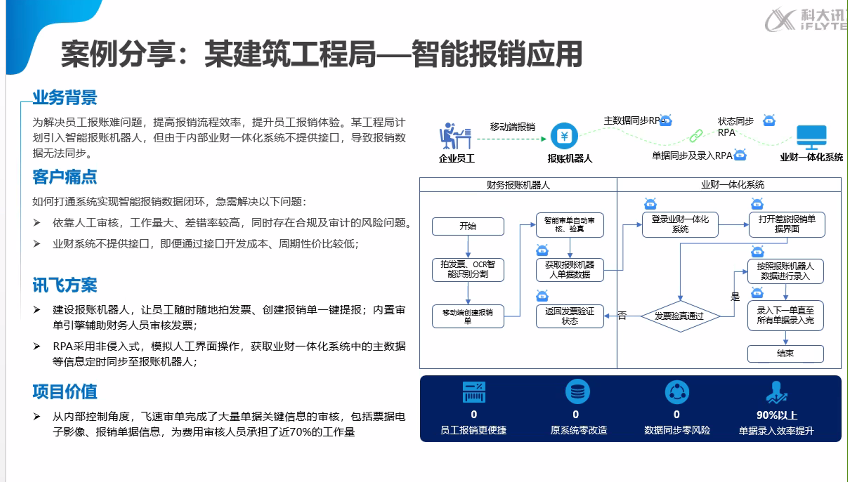 科大讯
iFLYTE
案例分享：某建筑工程局—智能报销应用
业务背景
为解决员工报账难问题，提高报销流程效率，提升员工报销体验。某工程局计
划引入智能报账机器人，但由于内部业财一体化系统不提供接口，导致报销数
据无法同步。
客户痛点
如何打通系统实现智能报销数据闭环，急需解决以下问题：
➢ 依靠人工审核，工作量大、差错率较高，同时存在合规及审计的风险问题。
➢ 业财系统不提供接口，即便通过接口开发成本、周期性价比较低；
讯飞方案
➢ 建设报账机器人，让员工随时随地拍发票、创建报销单一键提报；内置审
单引擎辅助财务人员审核发票；
➢ RPA采用非侵入式，模拟人工界面操作，获取业财一体化系统中的主数据
等信息定时同步至报账机器人；
项目价值
➢ 从内部控制角度，飞速审单完成了大量单据关键信息的审核，包括票据电
子影像、报销单据信息，为费用审核人员承担了近70%的工作量
企业员工
移动端报销
报账机器人
主数据同步RPA
状态同步
RPA
单据同步及录入RPA
业财一体化系统
财务报账机器人
业财一体化系统
开始
拍发票、OCR智
能识别分割
移动端创建报销
单
智能审单自动审
核、验真
获取报账机器
人单据数据
返回发票验证
状态
登录业财一体化
系统
打开差旅报销单
据界面
发票验真通过
否
是
按照报账机器人
数据进行录入
录入下一单直至
所有单据录入完
结束
0
员工报销更便捷
0
原系统零改造
0
数据同步零风险
90%以上
单据录入效率提升